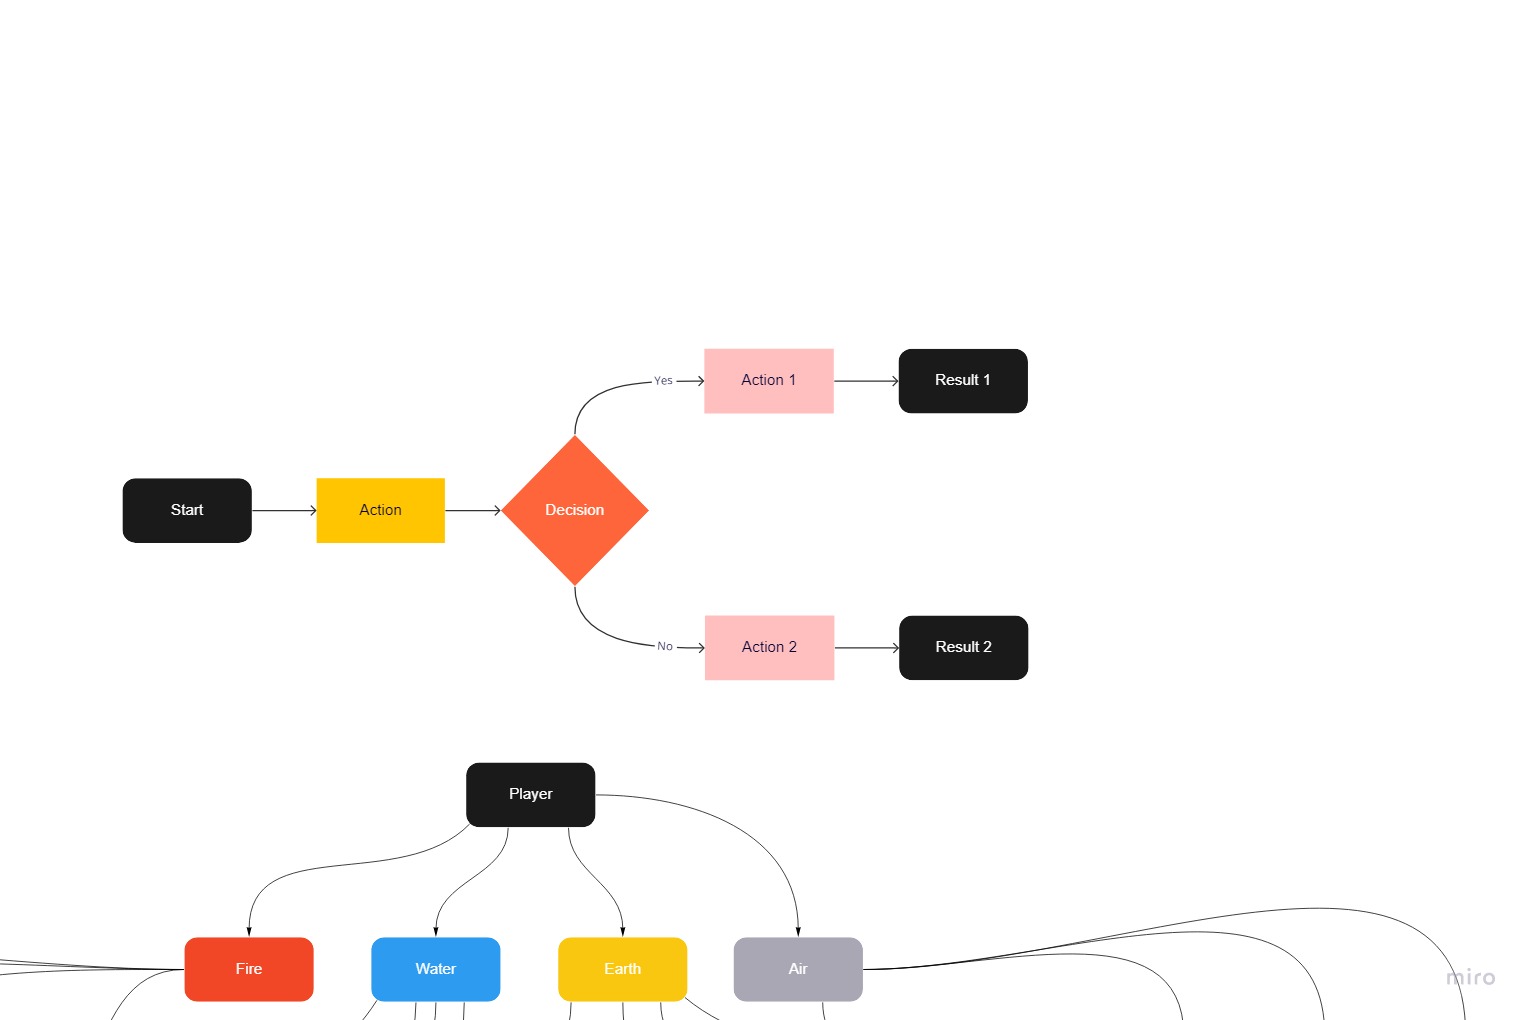 Yes
Action 1
Result 1
Start
Action
Decision
No
Action 2
Result 2
Player
Fire
Water
Earth
Air
miro